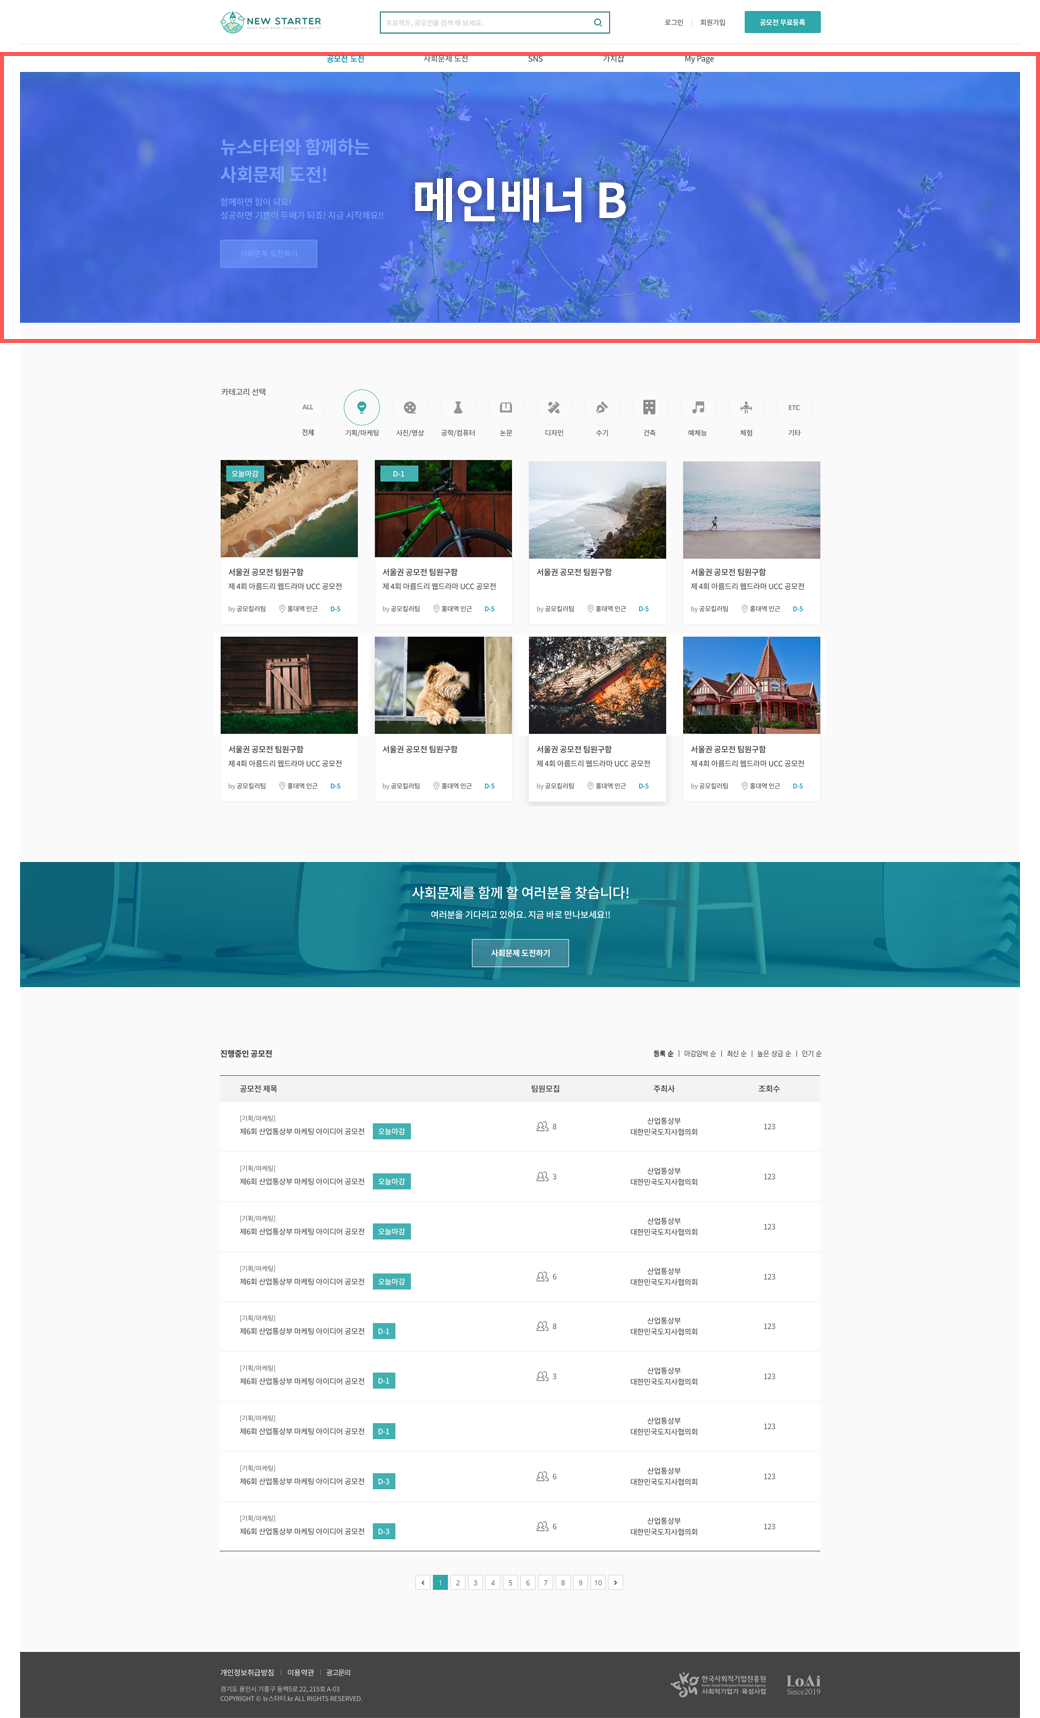 NEW STARTER
프로젝트, 공모전을 검색 해 보세요.
로그인 | 회원가입
공모전 무료등록
공모전 도전 사회문제 도전 SNS 가치샵 My Page
뉴스타터와 함께하는
사회문제 도전!
함께하면 힘이 되요!
성공하면 기쁨이 두배가 되죠! 지금 시작해요!!
사회문제 도전하기
메인배너 B
카테고리 선택
ALL ETC
전체 기획/마케팅 사진/영상 공학/컴퓨터 논문 디자인 수기 건축 예체능 체험 기타
오늘마감 D-1
서울권 공모전 팀원구함 서울권 공모전 팀원구함 서울권 공모전 팀원구함 서울권 공모전 팀원구함
제 4회 아름드리 웹드라마 UCC 공모전 제 4회 아름드리 웹드라마 UCC 공모전 제 4회 아름드리 웹드라마 UCC 공모전
by 공모킬러팀 홍대역 인근 D-5 by 공모킬러팀 홍대역 인근 D-5 by 공모킬러팀 홍대역 인근 D-5 by 공모킬러팀 홍대역 인근 D-5
서울권 공모전 팀원구함 서울권 공모전 팀원구함 서울권 공모전 팀원구함 서울권 공모전 팀원구함
제 4회 아름드리 웹드라마 UCC 공모전 제 4회 아름드리 웹드라마 UCC 공모전 제 4회 아름드리 웹드라마 UCC 공모전
by 공모킬러팀 홍대역 인근 D-5 by 공모킬러팀 홍대역 인근 D-5 by 공모킬러팀 홍대역 인근 D-5 by 공모킬러팀 홍대역 인근 D-5
사회문제를 함께 할 여러분을 찾습니다!
여러분을 기다리고 있어요. 지금 바로 만나보세요!!
사회문제 도전하기
진행중인 공모전
등록 순 | 마감임박 순 | 최신 순 | 높은 상금 순 | 인기 순
공모전 제목 팀원모집 주최사 조회수
[기획/마케팅]
제6회 산업통상부 마케팅 아이디어 공모전 오늘마감 8 산업통상부 대한민국도지사협의회 123
[기획/마케팅]
제6회 산업통상부 마케팅 아이디어 공모전 오늘마감 3 산업통상부 대한민국도지사협의회 123
[기획/마케팅]
제6회 산업통상부 마케팅 아이디어 공모전 오늘마감 산업통상부 대한민국도지사협의회 123
[기획/마케팅]
제6회 산업통상부 마케팅 아이디어 공모전 오늘마감 6 산업통상부 대한민국도지사협의회 123
[기획/마케팅]
제6회 산업통상부 마케팅 아이디어 공모전 D-1 8 산업통상부 대한민국도지사협의회 123
[기획/마케팅]
제6회 산업통상부 마케팅 아이디어 공모전 D-1 3 산업통상부 대한민국도지사협의회 123
[기획/마케팅]
제6회 산업통상부 마케팅 아이디어 공모전 D-1 산업통상부 대한민국도지사협의회 123
[기획/마케팅]
제6회 산업통상부 마케팅 아이디어 공모전 D-3 6 산업통상부 대한민국도지사협의회 123
[기획/마케팅]
제6회 산업통상부 마케팅 아이디어 공모전 D-3 6 산업통상부 대한민국도지사협의회 123
1 2 3 4 5 6 7 8 9 10
개인정보취급방침 | 이용약관 | 광고문의
경기도 용인시 기흥구 동백5로 22, 215호 A-03
COPYRIGHT © 뉴스타터.kr ALL RIGHTS RESERVED.
한국사회적기업진흥원
사회적기업가 육성사업
LoAi
Since2019